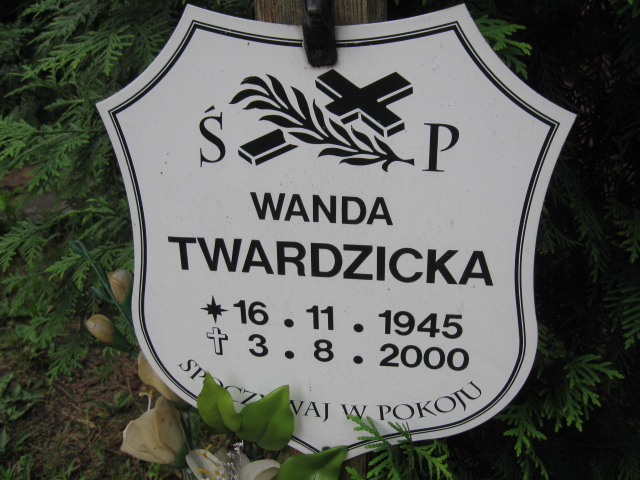 Ś P
WANDA
TWARDZICKA
16 . 11 . 1945
3 . 8 . 2000
SPOCZYWAJ W POKOJU